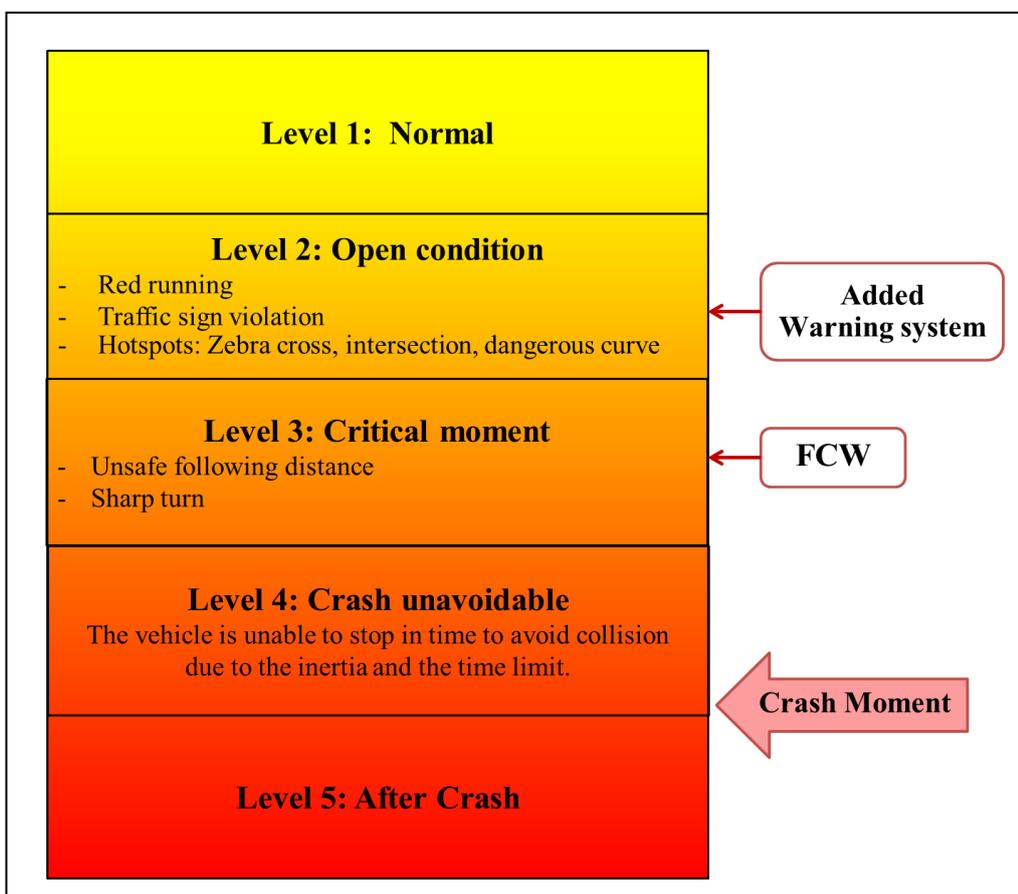 Level 1:  Normal
Level 2: Open condition
- Red running
- Traffic sign violation
- Hotspots: Zebra cross, intersection, dangerous curve
Added
Warning system
Level 3: Critical moment
- Unsafe following distance
- Sharp turn
FCW
Level 4: Crash unavoidable
The vehicle is unable to stop in time to avoid collision
due to the inertia and the time limit.
Crash Moment
Level 5: After Crash